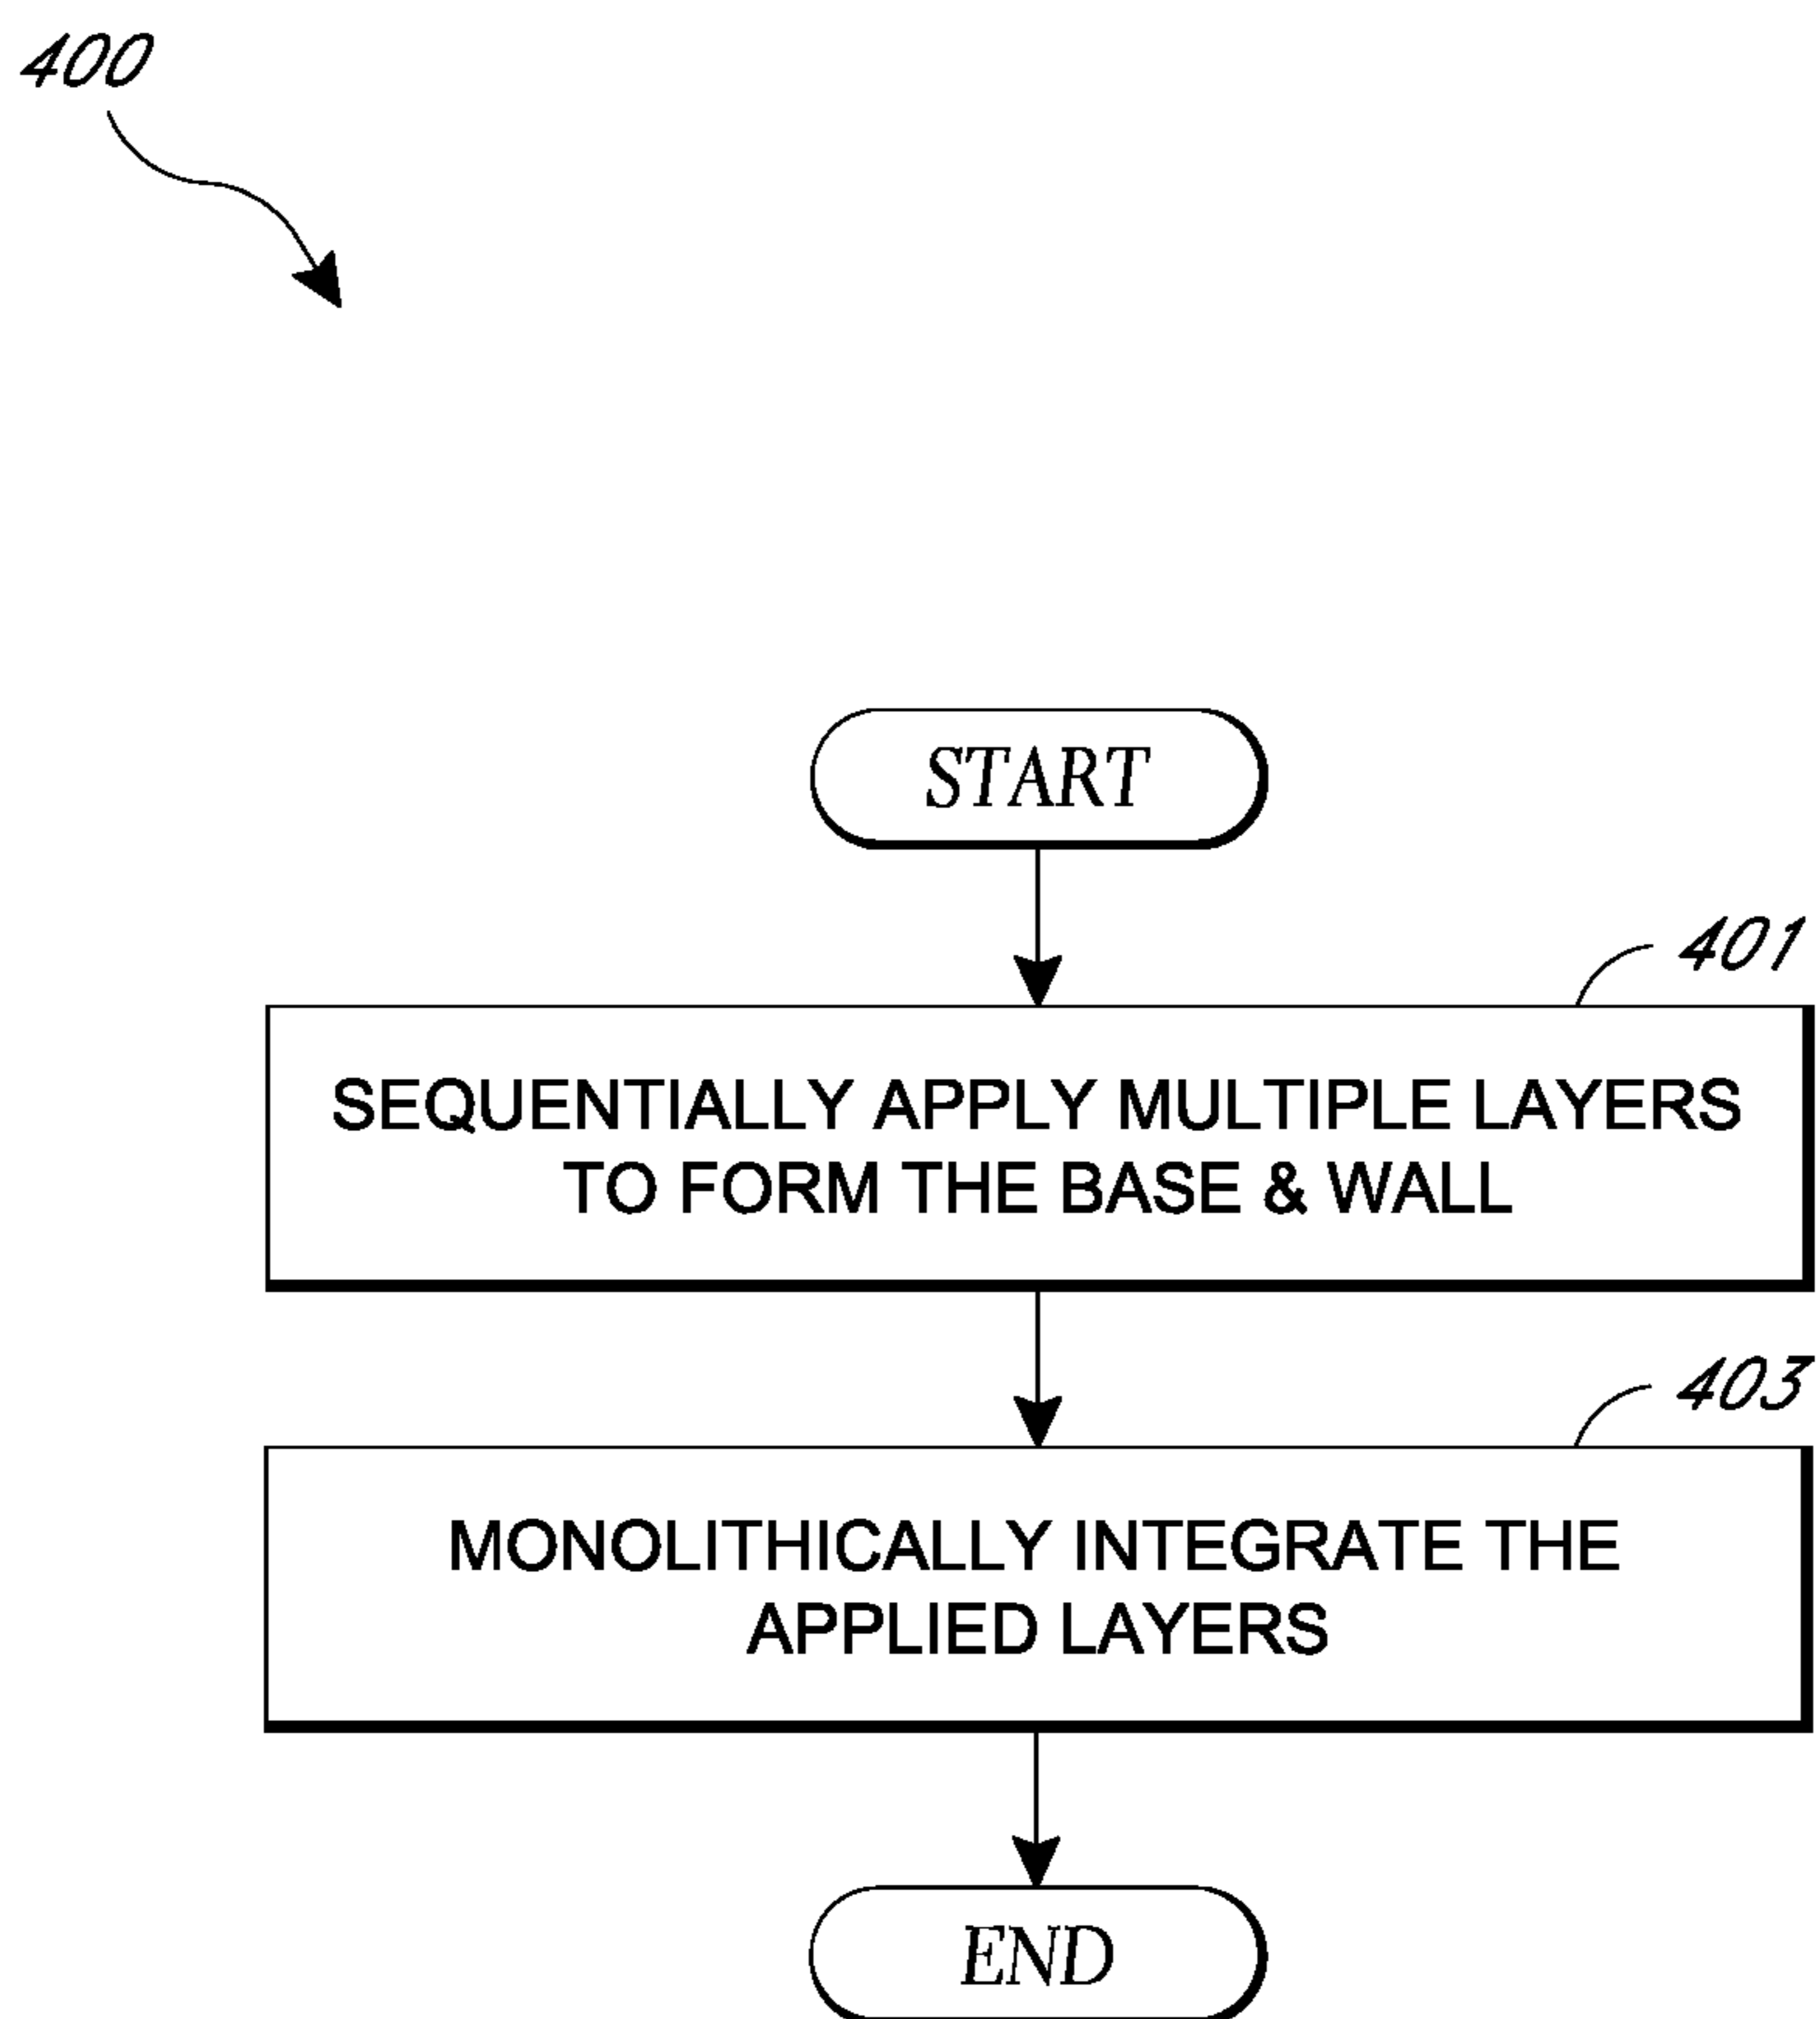 400
START
401
SEQUENTIALLY APPLY MULTIPLE LAYERS
TO FORM THE BASE & WALL
403
MONOLITHICALLY INTEGRATE THE
APPLIED LAYERS
END